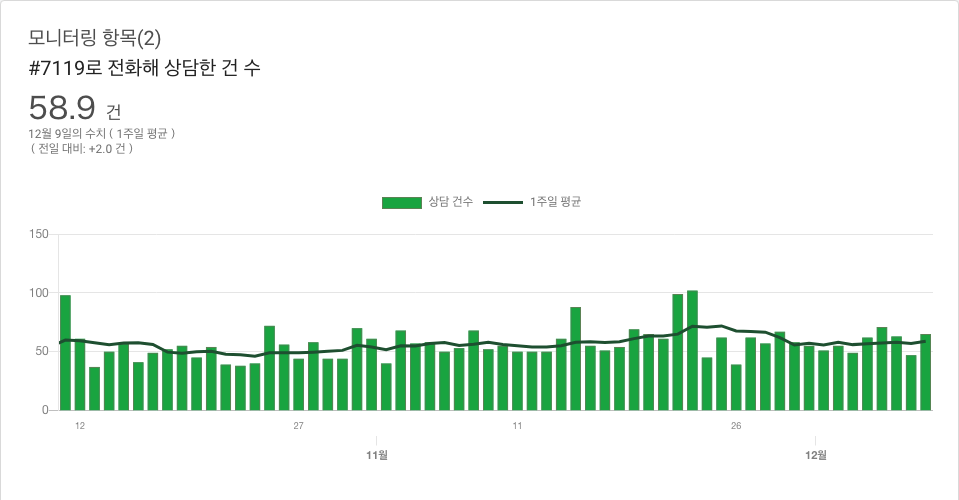 모니터링 항목(2)
#7119로 전화해 상담한 건 수
58.9 건
12월 9일의 수치 ( 1주일 평균 )
( 전일 대비: +2.0 건 )
상담 건수 1주일 평균
150
100
50
0
12 27 11 26
11월 12월